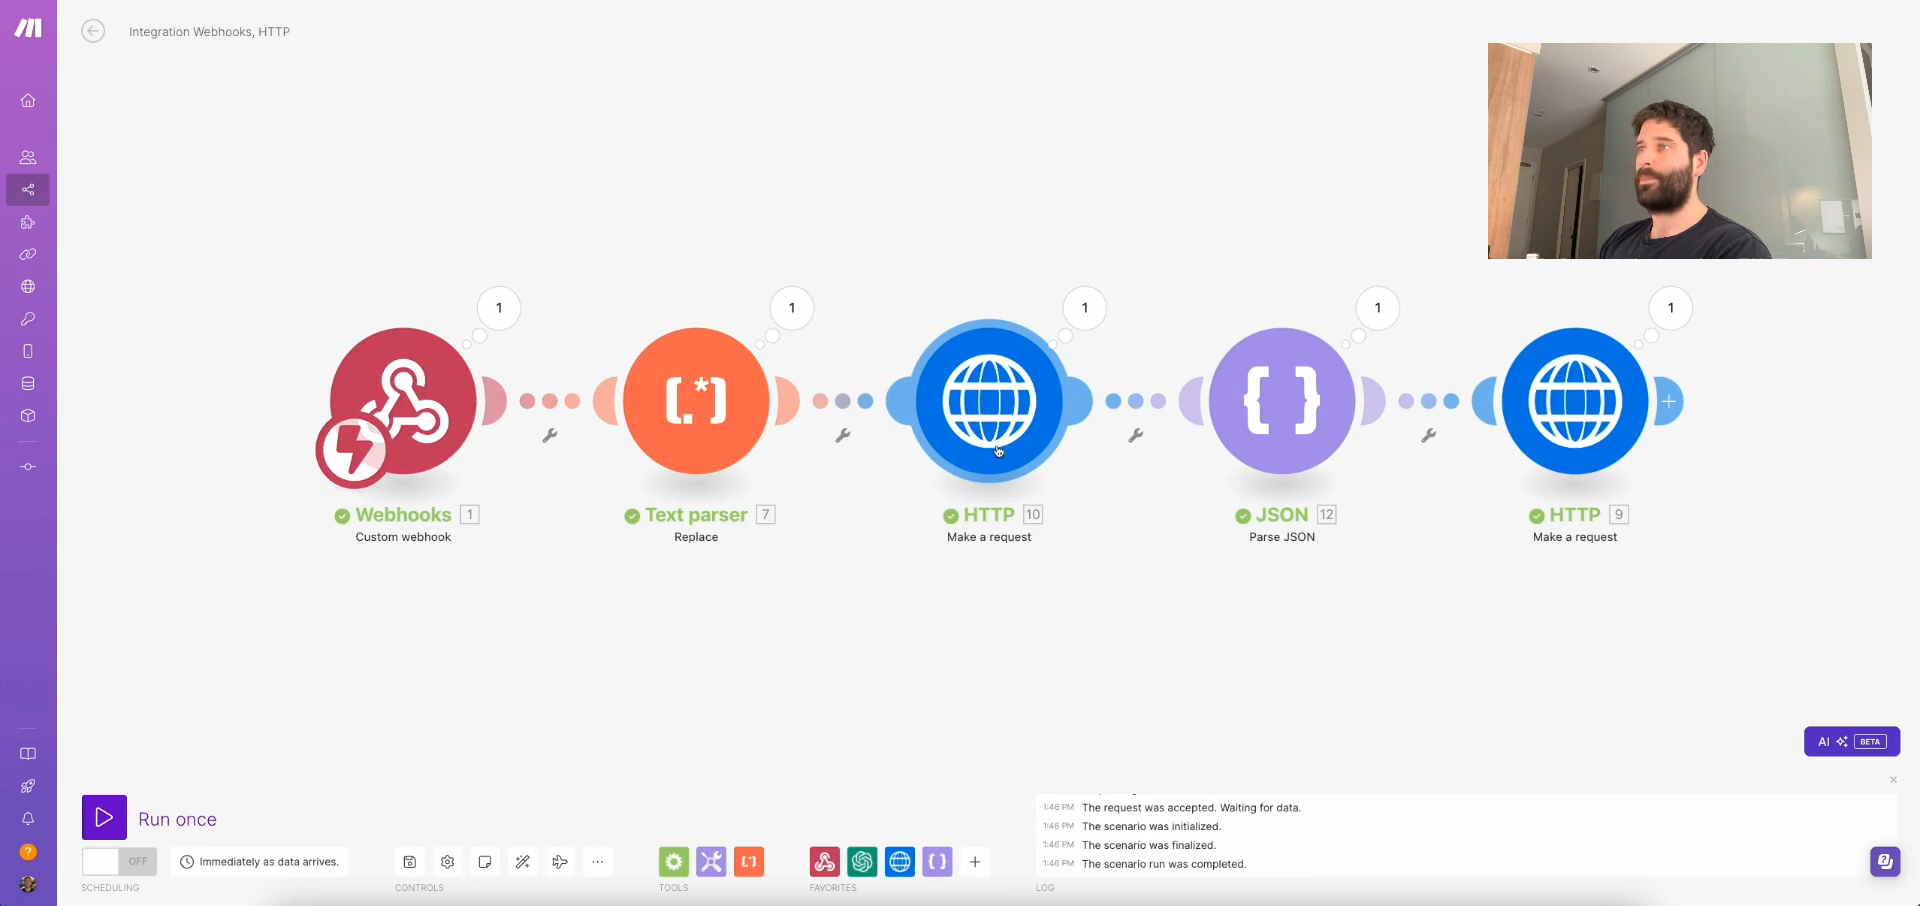 Integration Webhooks, HTTP
1
1
1
1
1
Webhooks 1
Custom webhook
Text parser 7
Replace
HTTP 10
Make a request
JSON 12
Parse JSON
HTTP 9
Make a request
AI BETA
Run once
OFF
Immediately as data arrives.
SCHEDULING
CONTROLS
TOOLS
FAVORITES
1:46 PM The request was accepted. Waiting for data.
1:46 PM The scenario was initialized.
1:46 PM The scenario was finalized.
1:46 PM The scenario run was completed.
LOG